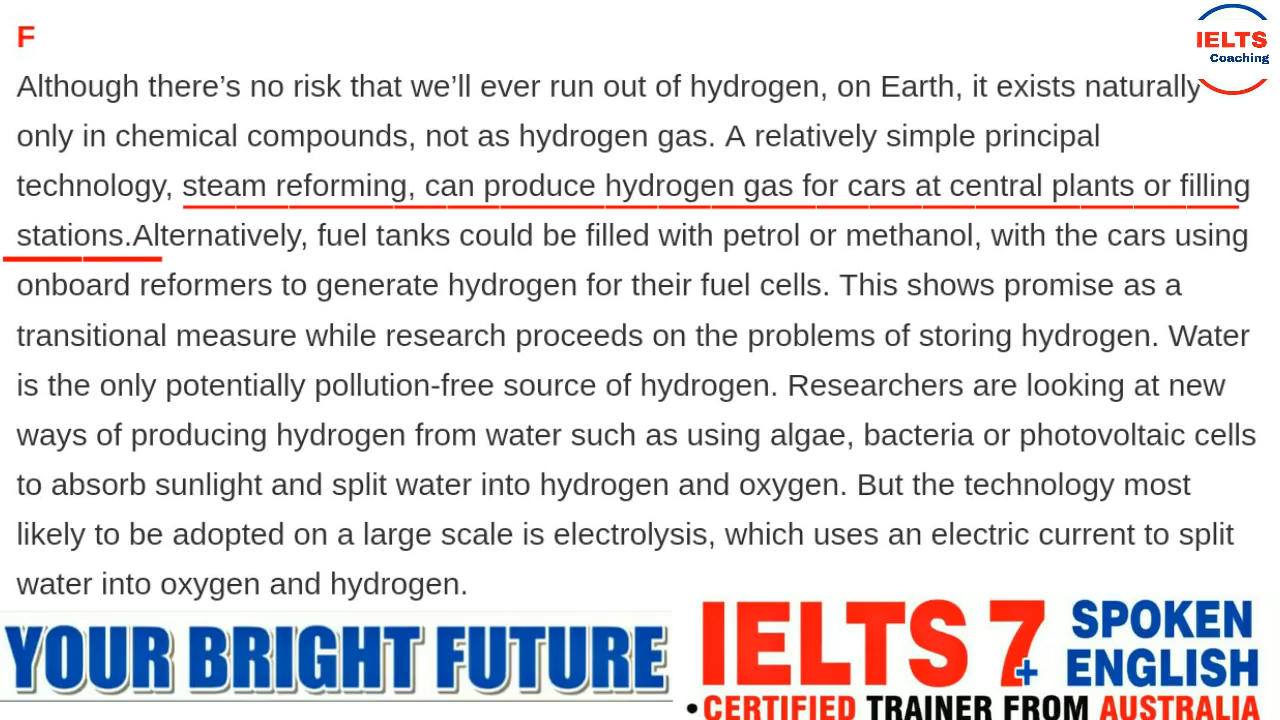 F
IELTS
Coaching
Although there’s no risk that we’ll ever run out of hydrogen, on Earth, it exists naturally
only in chemical compounds, not as hydrogen gas. A relatively simple principal
technology, steam reforming, can produce hydrogen gas for cars at central plants or filling
stations.Alternatively, fuel tanks could be filled with petrol or methanol, with the cars using
onboard reformers to generate hydrogen for their fuel cells. This shows promise as a
transitional measure while research proceeds on the problems of storing hydrogen. Water
is the only potentially pollution-free source of hydrogen. Researchers are looking at new
ways of producing hydrogen from water such as using algae, bacteria or photovoltaic cells
to absorb sunlight and split water into hydrogen and oxygen. But the technology most
likely to be adopted on a large scale is electrolysis, which uses an electric current to split
water into oxygen and hydrogen.
YOUR BRIGHT FUTURE
IELTS 7+
SPOKEN
ENGLISH
• CERTIFIED TRAINER FROM AUSTRALIA